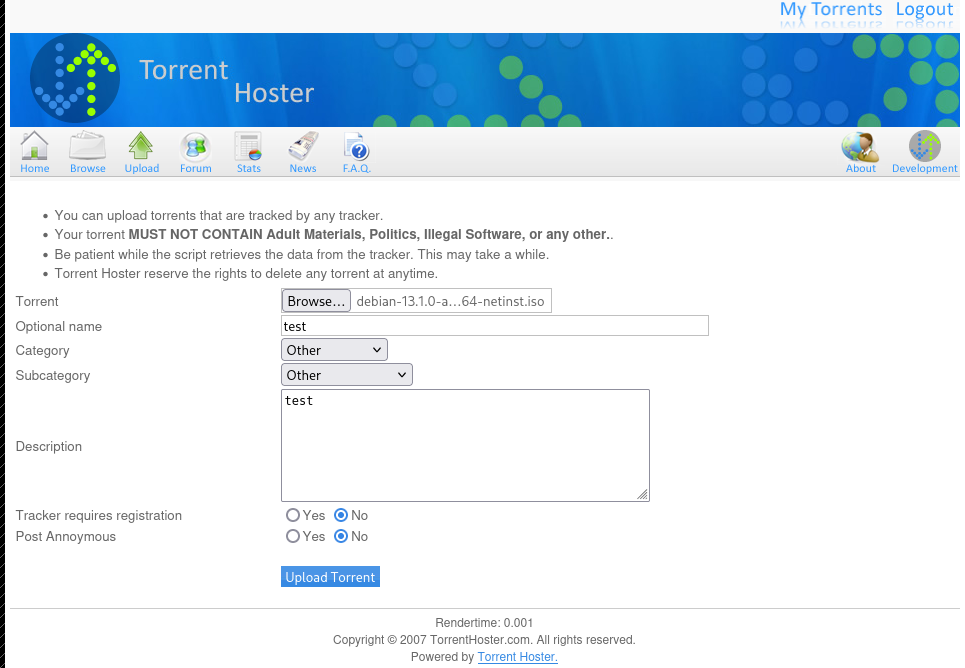 My Torrents Logout
Torrent
Hoster
Home Browse Upload Forum Stats News F.A.Q. About Development
You can upload torrents that are tracked by any tracker.
Your torrent MUST NOT CONTAIN Adult Materials, Politics, Illegal Software, or any other..
Be patient while the script retrieves the data from the tracker. This may take a while.
Torrent Hoster reserve the rights to delete any torrent at anytime.
Torrent Browse... debian-13.1.0-a...64-netinst.iso
Optional name test
Category Other
Subcategory Other
test
Description
Tracker requires registration Yes No
Post Annoymous Yes No
Upload Torrent
Rendertime: 0.001
Copyright © 2007 TorrentHoster.com. All rights reserved.
Powered by Torrent Hoster.